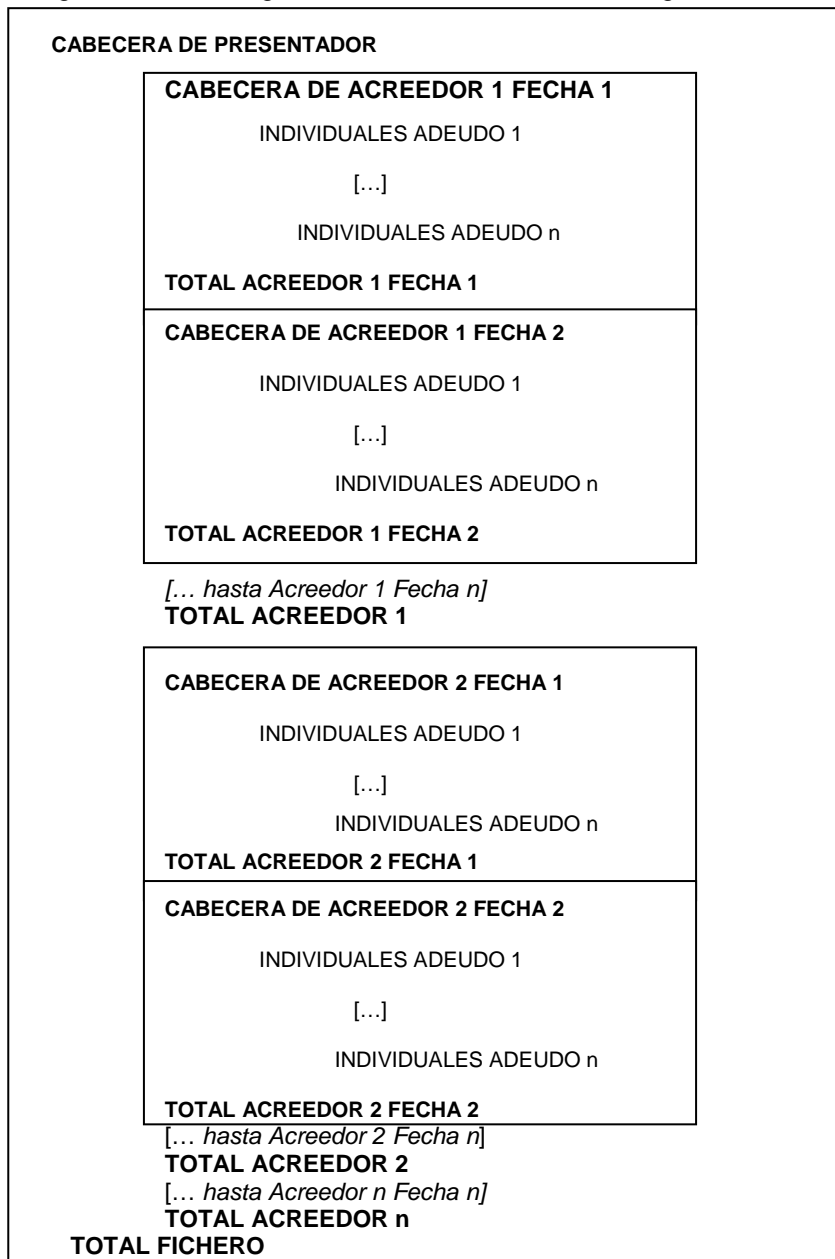 CABECERA DE PRESENTADOR
CABECERA DE ACREEDOR 1 FECHA 1
INDIVIDUALES ADEUDO 1
[…]
INDIVIDUALES ADEUDO n
TOTAL ACREEDOR 1 FECHA 1
CABECERA DE ACREEDOR 1 FECHA 2
INDIVIDUALES ADEUDO 1
[…]
INDIVIDUALES ADEUDO n
TOTAL ACREEDOR 1 FECHA 2
[… hasta Acreedor 1 Fecha n]
TOTAL ACREEDOR 1
CABECERA DE ACREEDOR 2 FECHA 1
INDIVIDUALES ADEUDO 1
[…]
INDIVIDUALES ADEUDO n
TOTAL ACREEDOR 2 FECHA 1
CABECERA DE ACREEDOR 2 FECHA 2
INDIVIDUALES ADEUDO 1
[…]
INDIVIDUALES ADEUDO n
TOTAL ACREEDOR 2 FECHA 2
[… hasta Acreedor 2 Fecha n]
TOTAL ACREEDOR 2
[… hasta Acreedor n Fecha n]
TOTAL ACREEDOR n
TOTAL FICHERO